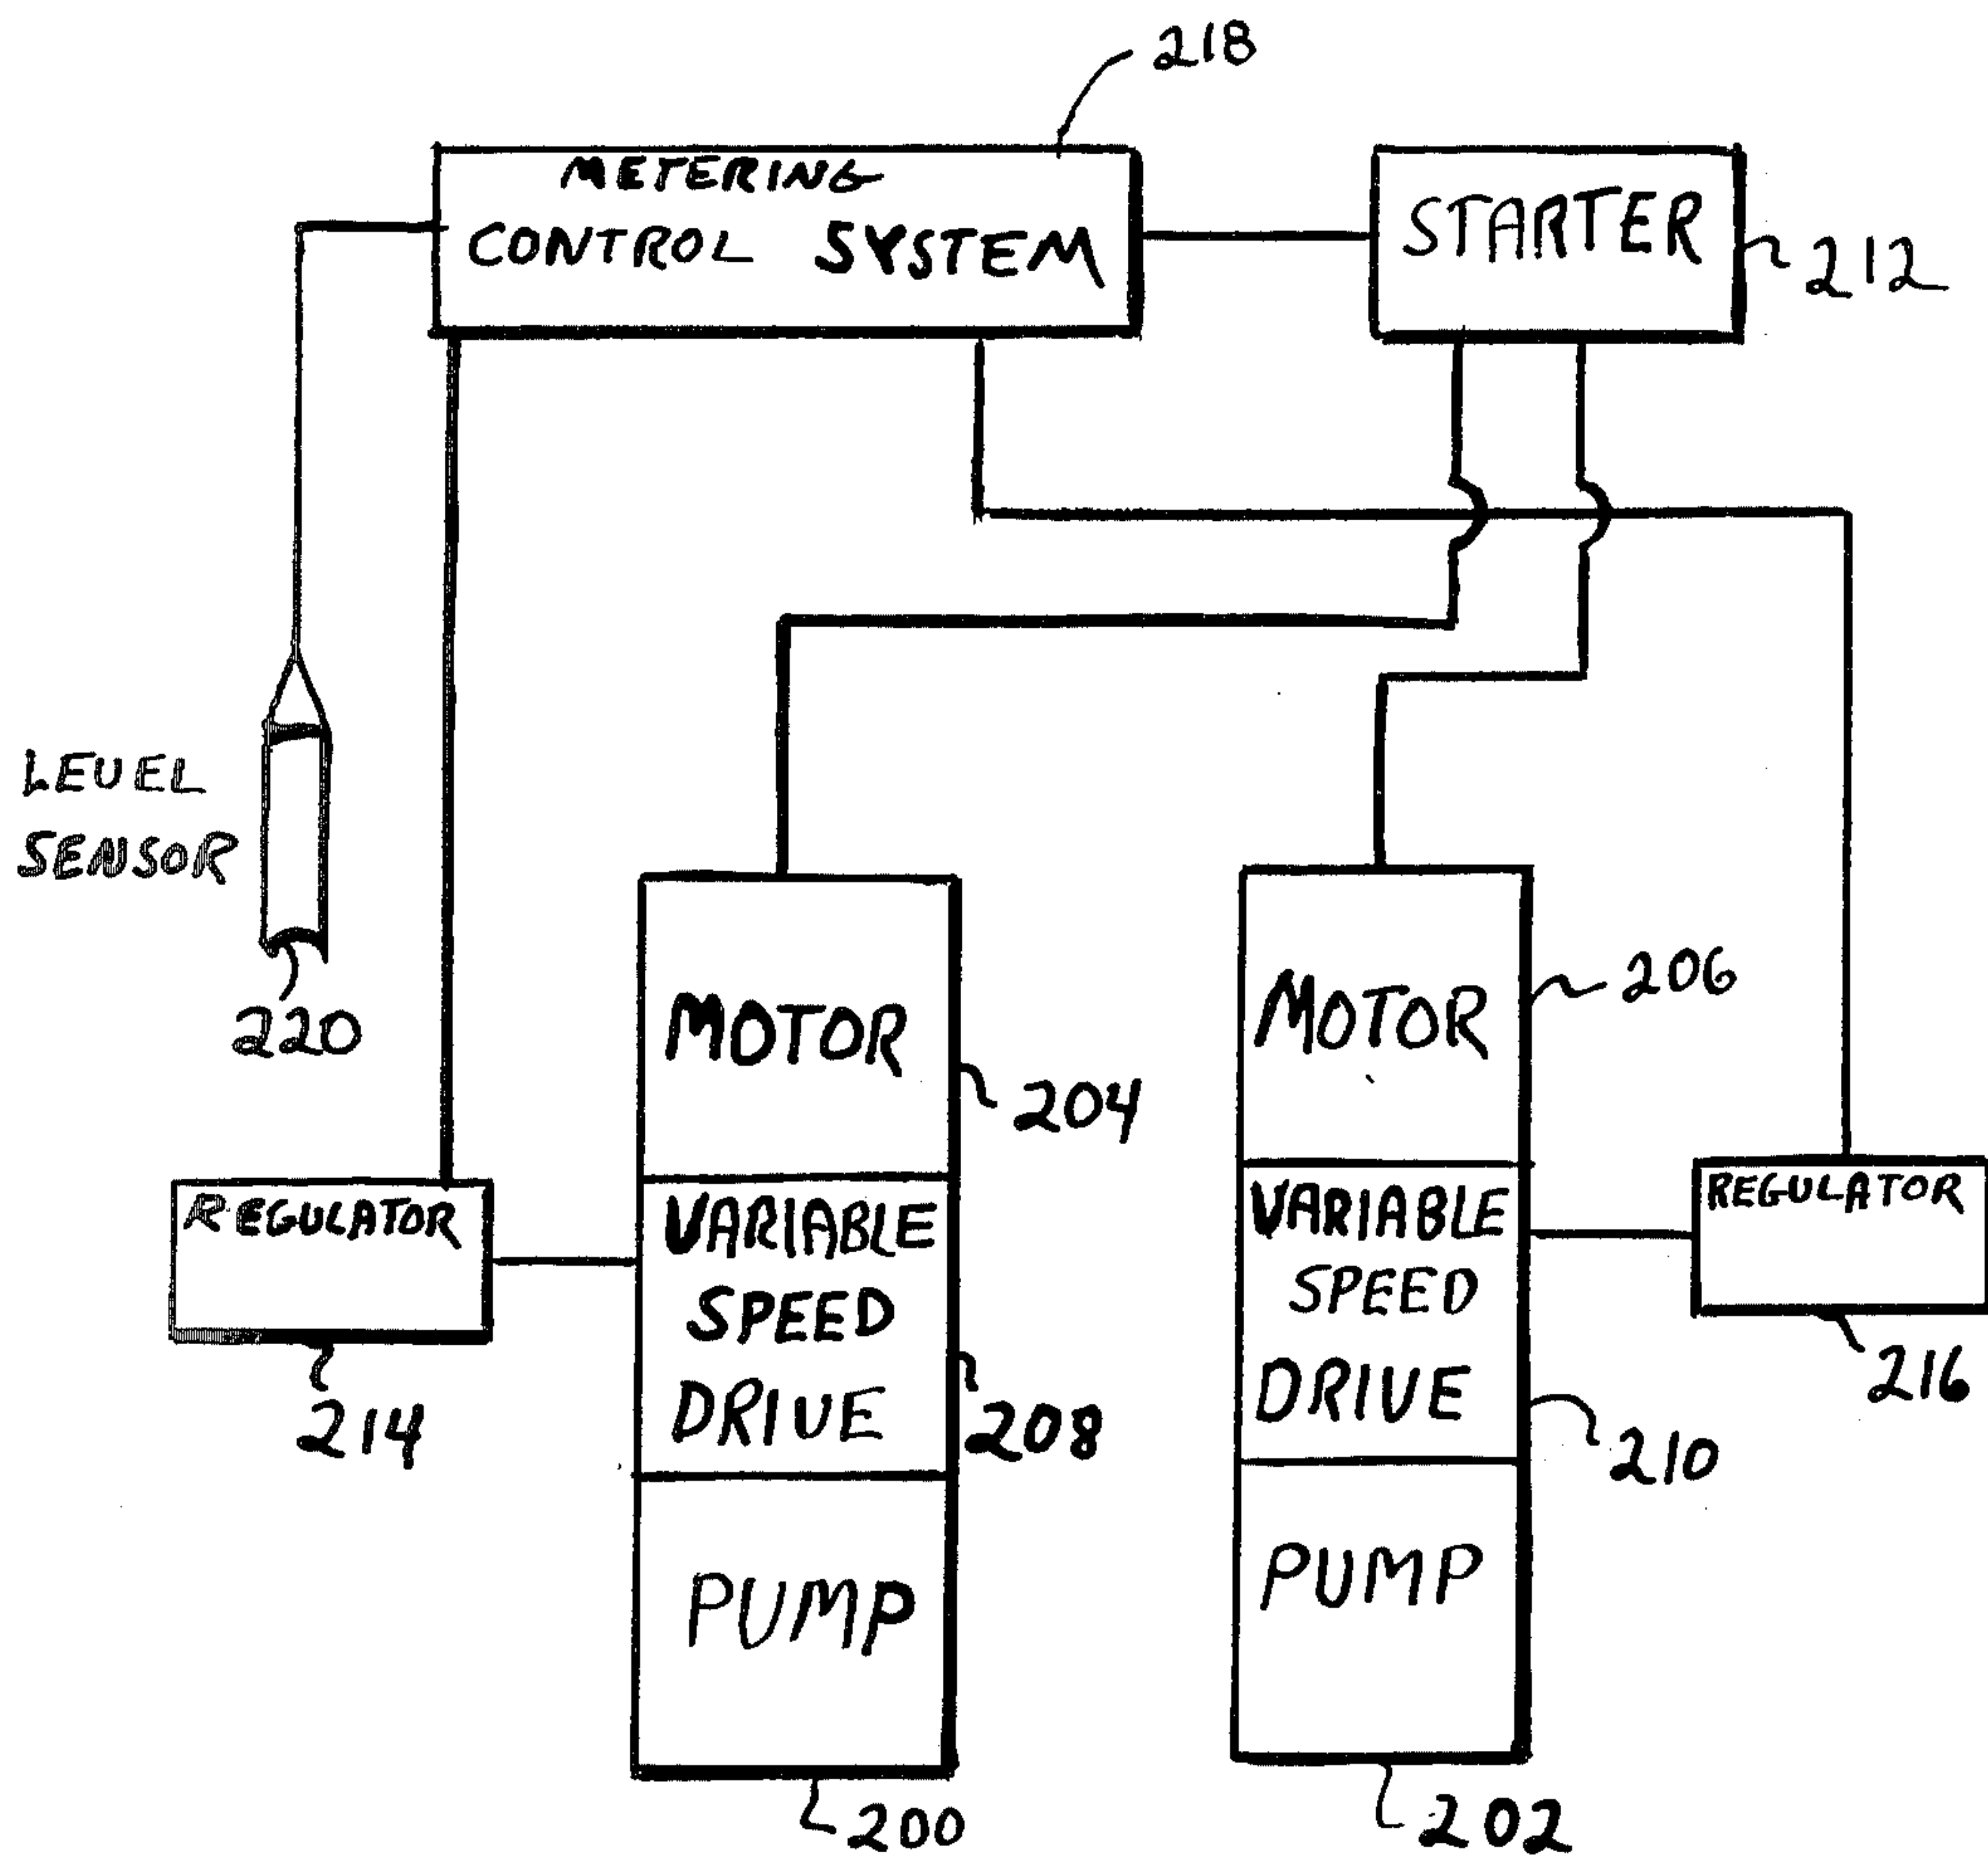 218
METERING
CONTROL SYSTEM
STARTER
212
LEVEL
SENSOR
220
MOTOR
204
MOTOR
206
REGULATOR
214
VARIABLE
SPEED
DRIVE
208
VARIABLE
SPEED
DRIVE
210
REGULATOR
216
PUMP
200
PUMP
202